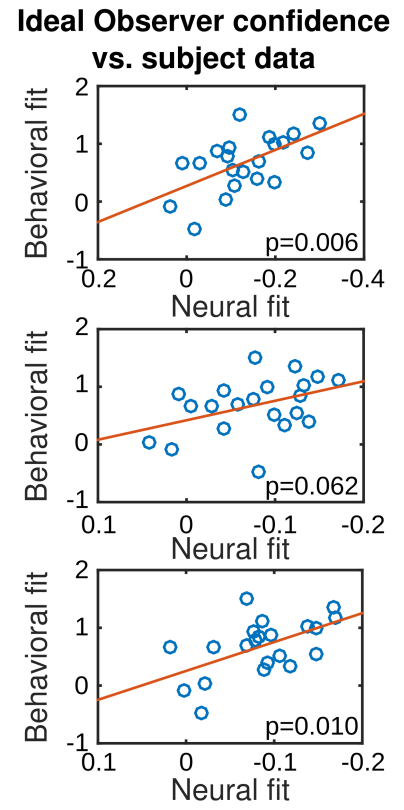 Ideal Observer confidence
vs. subject data
2
1
0
-1
Behavioral fit
p=0.006
0.2 0 -0.2 -0.4
Neural fit
2
1
0
-1
Behavioral fit
p=0.062
0.1 0 -0.1 -0.2
Neural fit
2
1
0
-1
Behavioral fit
p=0.010
0.1 0 -0.1 -0.2
Neural fit